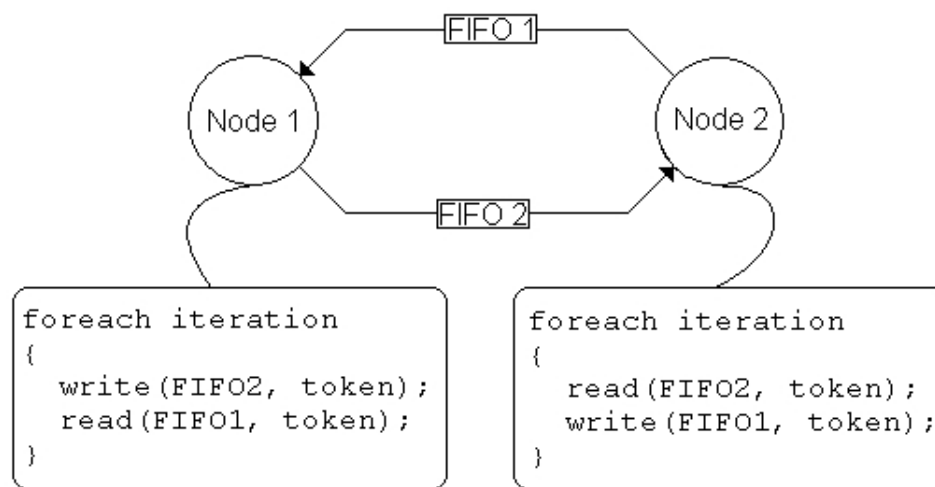 FIFO 1
Node 1
Node 2
FIFO 2
foreach iteration
{
write(FIFO2, token);
read(FIFO1, token);
}
foreach iteration
{
read(FIFO2, token);
write(FIFO1, token);
}